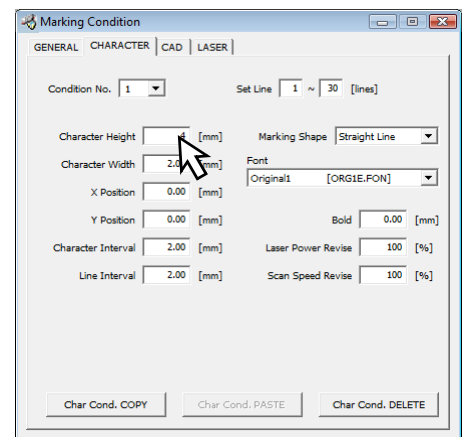 Marking Condition
GENERAL CHARACTER CAD LASER
Condition No. 1 Set Line 1 ~ 30 [lines]
Character Height 4 [mm] Marking Shape Straight Line
Character Width 2.0 [mm] Font
Original1 [ORG1E.FON]
X Position 0.00 [mm]
Y Position 0.00 [mm] Bold 0.00 [mm]
Character Interval 2.00 [mm] Laser Power Revise 100 [%]
Line Interval 2.00 [mm] Scan Speed Revise 100 [%]
Char Cond. COPY Char Cond. PASTE Char Cond. DELETE